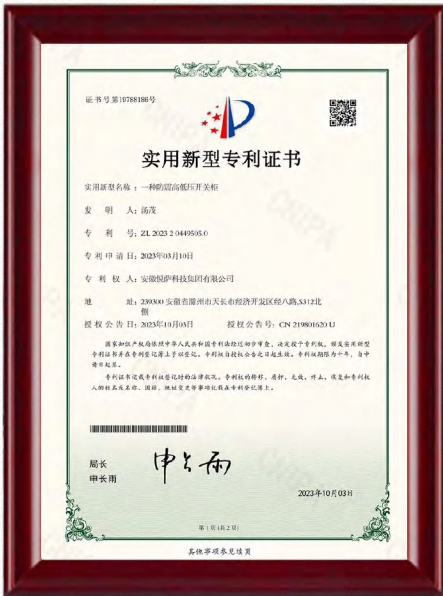 证书号第19788186号
实用新型专利证书
实用新型名称：一种防震高低压开关柜
发明人：汤茂
专利号：ZL 2023 2 0449505.0
专利申请日：2023年03月10日
专利权人：安徽悦萨科技集团有限公司
地址：239300 安徽省滁州市天长市经济开发区经八路,S312北
侧
授权公告日：2023年10月03日 授权公告号：CN 219801620 U
国家知识产权局依照中华人民共和国专利法经过初步审查，决定授予专利权，颁发实用新型
专利证书并在专利登记簿上予以登记。专利权自授权公告之日起生效。专利权期限为十年，自申
请日起算。
专利证书记载专利权登记时的法律状况。专利权的转移、质押、无效、终止、恢复和专利权
人的姓名或名称、国籍、地址变更等事项记载在专利登记簿上。
局长
申长雨
申长雨
2023年10月03日
第 1 页 (共 2 页)
其他事项参见续页